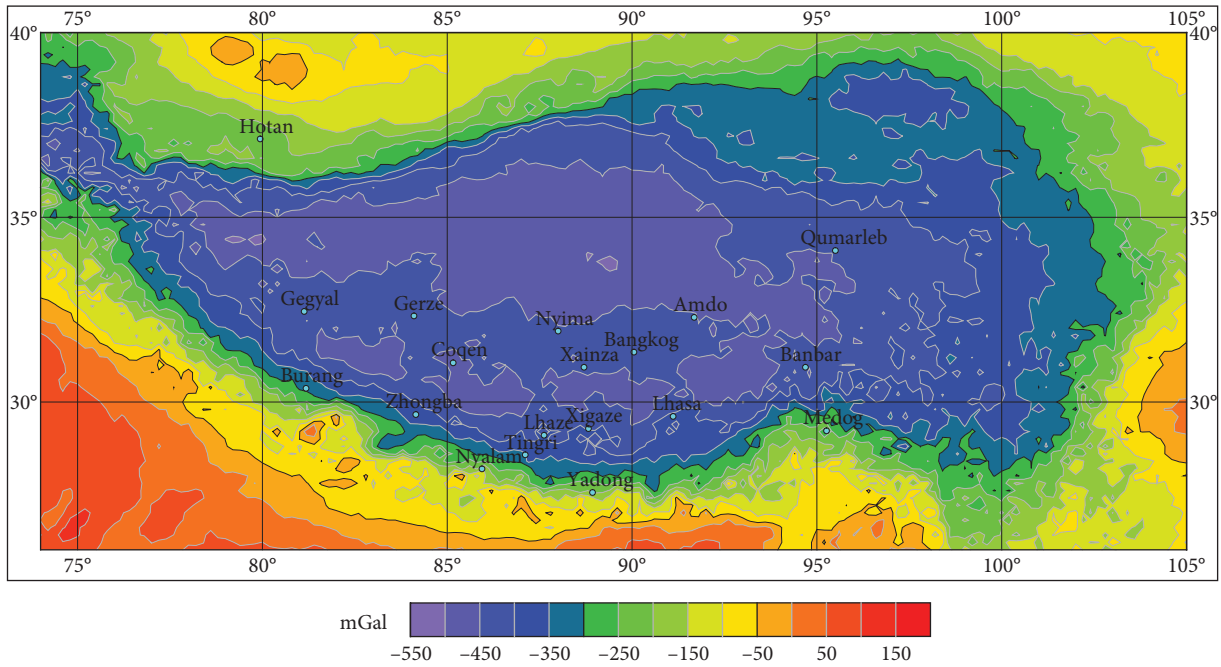 75° 80° 85° 90° 95° 100° 105°
40° 40°
Hotan
35° 35°
Qumarleb
Gegyal Gerze Amdo
Nyima
Bangkog
Coqen Xainza Banbar
Burang
30° Zhongba Lhasa 30°
Xigaze
Lhaze Medog
Tingri
Nyalam
Yadong
75° 80° 85° 90° 95° 100° 105°
mGal
–550 –450 –350 –250 –150 –50 50 150